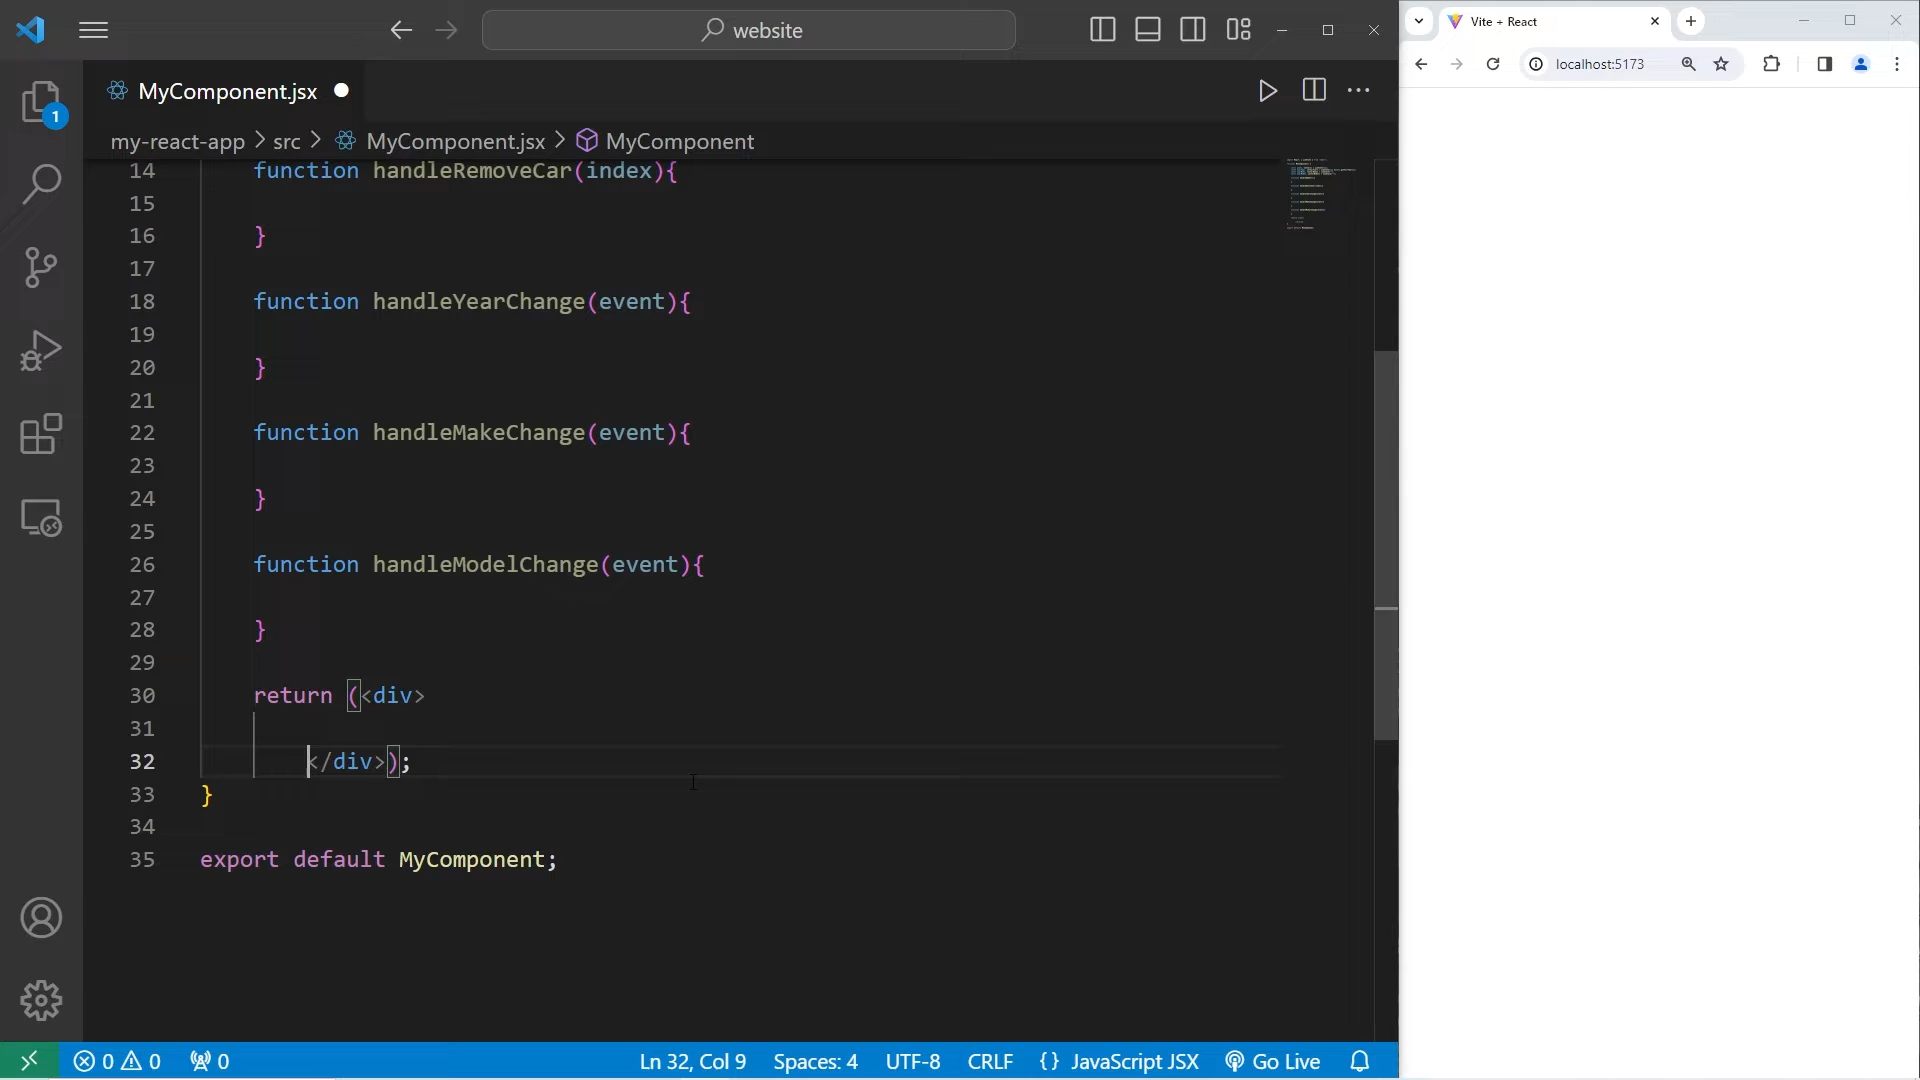 website
Vite + React
localhost:5173
MyComponent.jsx
my-react-app > src > MyComponent.jsx > MyComponent
1
14 function handleRemoveCar(index){
15
16 }
17
18 function handleYearChange(event){
19
20 }
21
22 function handleMakeChange(event){
23
24 }
25
26 function handleModelChange(event){
27
28 }
29
30 return (<div>
31
32 </div>);
33 }
34
35 export default MyComponent;
0 0 0 Ln 32, Col 9 Spaces: 4 UTF-8 CRLF {} JavaScript JSX Go Live